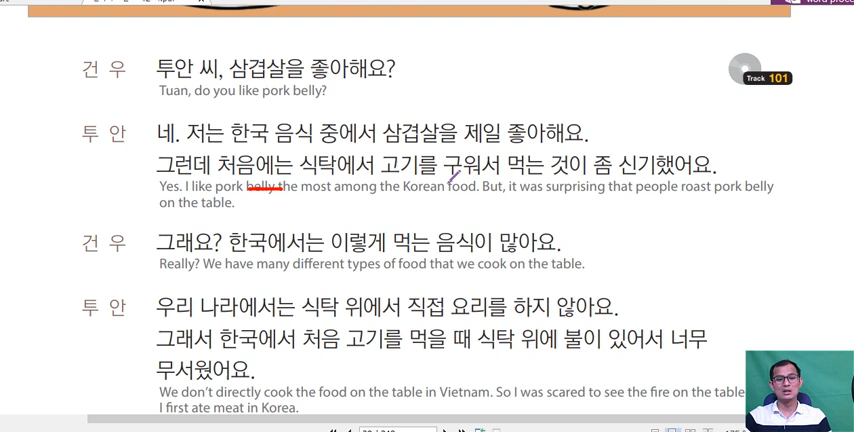 word proce
건 우 투안 씨, 삼겹살을 좋아해요?
Tuan, do you like pork belly?
Track 101
투 안 네. 저는 한국 음식 중에서 삼겹살을 제일 좋아해요.
그런데 처음에는 식탁에서 고기를 구워서 먹는 것이 좀 신기했어요.
Yes. I like pork belly the most among the Korean food. But, it was surprising that people roast pork belly
on the table.
건 우 그래요? 한국에서는 이렇게 먹는 음식이 많아요.
Really? We have many different types of food that we cook on the table.
투 안 우리 나라에서는 식탁 위에서 직접 요리를 하지 않아요.
그래서 한국에서 처음 고기를 먹을 때 식탁 위에 불이 있어서 너무
무서웠어요.
We don't directly cook the food on the table in Vietnam. So I was scared to see the fire on the table
I first ate meat in Korea.